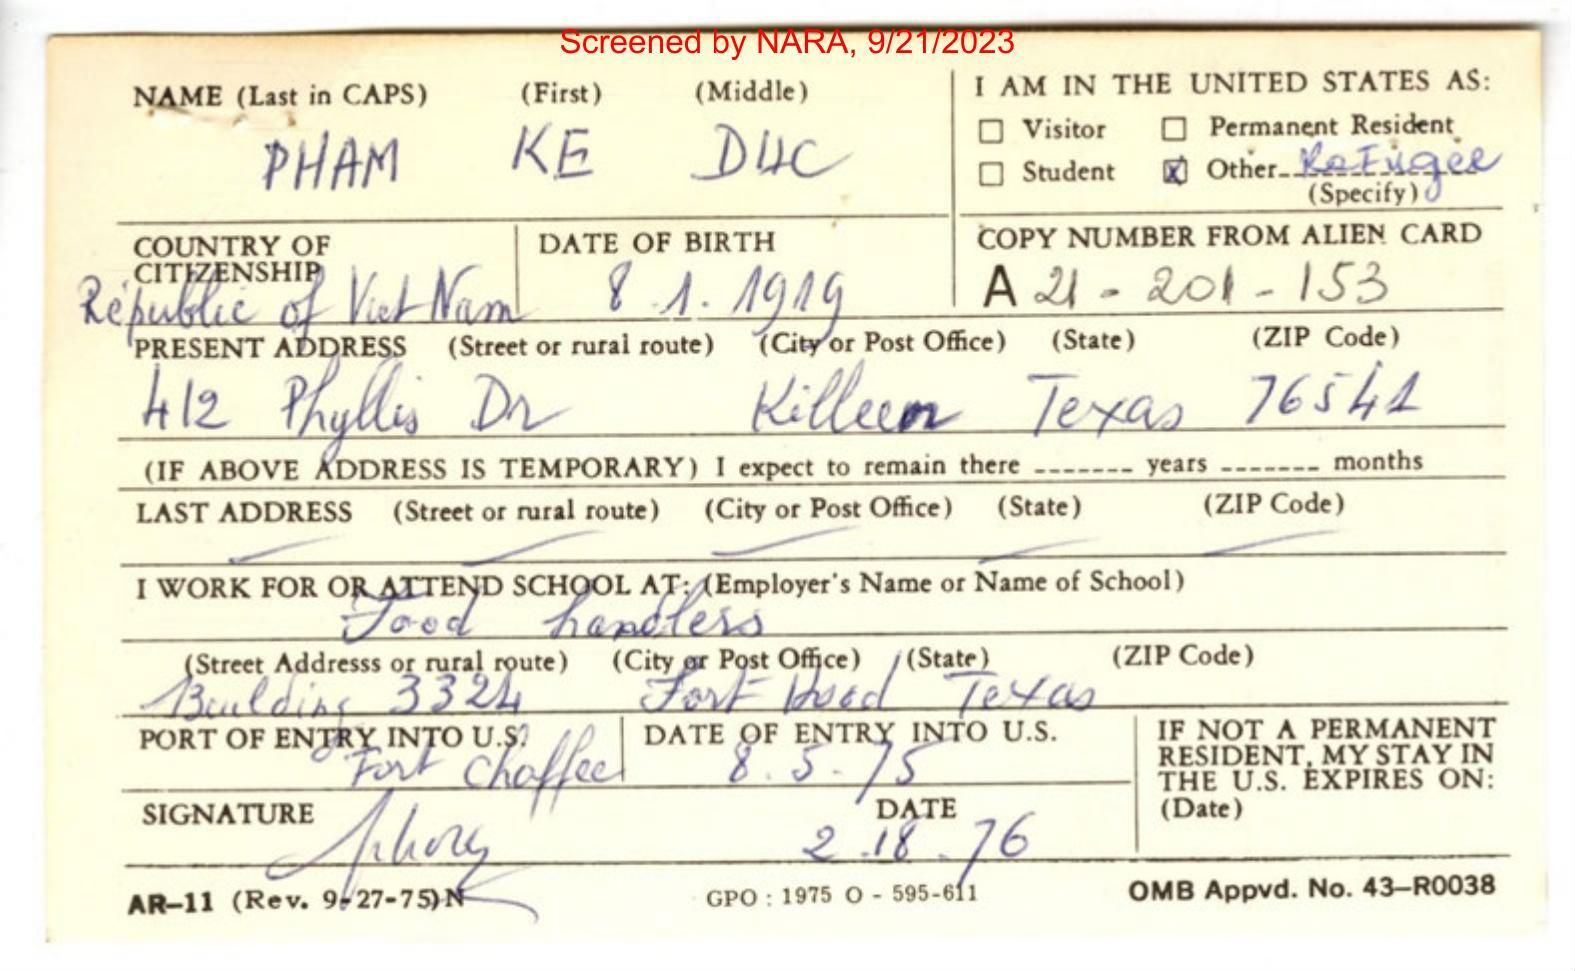 Screened by NARA, 9/21/2023
NAME (Last in CAPS) (First) (Middle)
PHAM KE DUC
I AM IN THE UNITED STATES AS:
☐ Visitor ☐ Permanent Resident
☐ Student ☒ Other Refugee
(Specify)
COUNTRY OF
CITIZENSHIP
Republic of Viet Nam
DATE OF BIRTH
8.1.1919
COPY NUMBER FROM ALIEN CARD
A 21-201-153
PRESENT ADDRESS (Street or rural route) (City or Post Office) (State) (ZIP Code)
412 Phyllis Dr Killeen Texas 76541
(IF ABOVE ADDRESS IS TEMPORARY) I expect to remain there ------- years ------- months
LAST ADDRESS (Street or rural route) (City or Post Office) (State) (ZIP Code)
I WORK FOR OR ATTEND SCHOOL AT: (Employer's Name or Name of School)
Food handlers
(Street Addresss or rural route) (City or Post Office) (State) (ZIP Code)
Building 3324 Fort Hood Texas
PORT OF ENTRY INTO U.S.
Fort Chaffee
DATE OF ENTRY INTO U.S.
8.5.75
IF NOT A PERMANENT
RESIDENT, MY STAY IN
THE U.S. EXPIRES ON:
(Date)
SIGNATURE
DATE
2.18.76
AR-11 (Rev. 9-27-75)N GPO : 1975 O - 595-611 OMB Appvd. No. 43-R0038